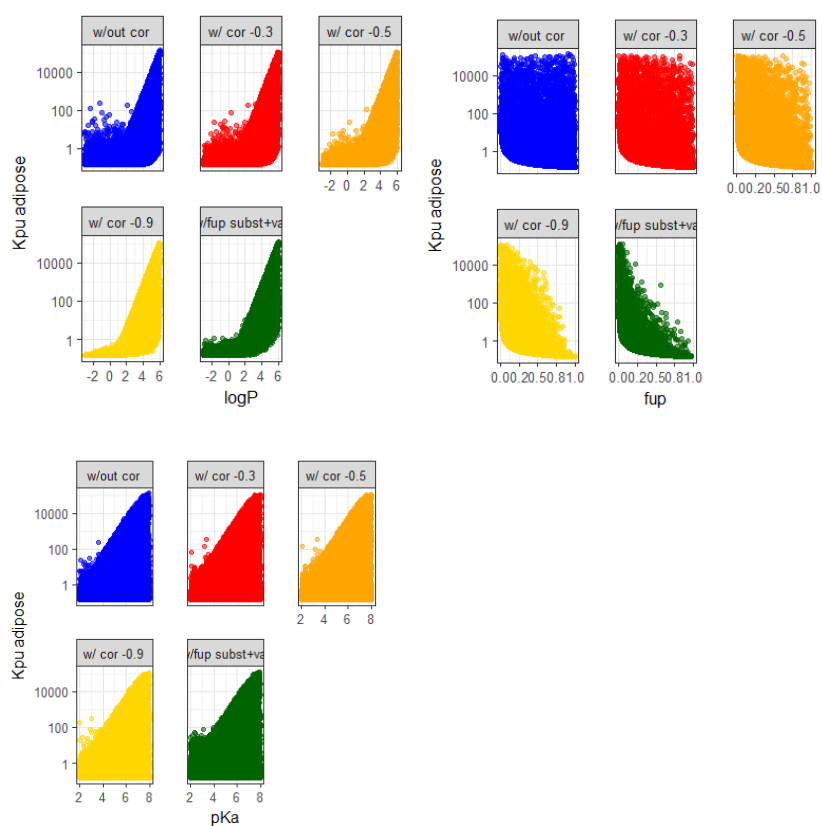 w/out cor
w/ cor -0.3
w/ cor -0.5
10000
100
1
-2 0 2 4 6
w/ cor -0.9
/fup subst+va
10000
100
1
-2 0 2 4 6
-2 0 2 4 6
Kpu adipose
logP
w/out cor
w/ cor -0.3
w/ cor -0.5
10000
100
1
0.00.20.50.81.0
w/ cor -0.9
/fup subst+va
10000
100
1
0.00.20.50.81.0
0.00.20.50.81.0
Kpu adipose
fup
w/out cor
w/ cor -0.3
w/ cor -0.5
10000
100
1
2 4 6 8
w/ cor -0.9
/fup subst+va
10000
100
1
2 4 6 8
2 4 6 8
Kpu adipose
pKa